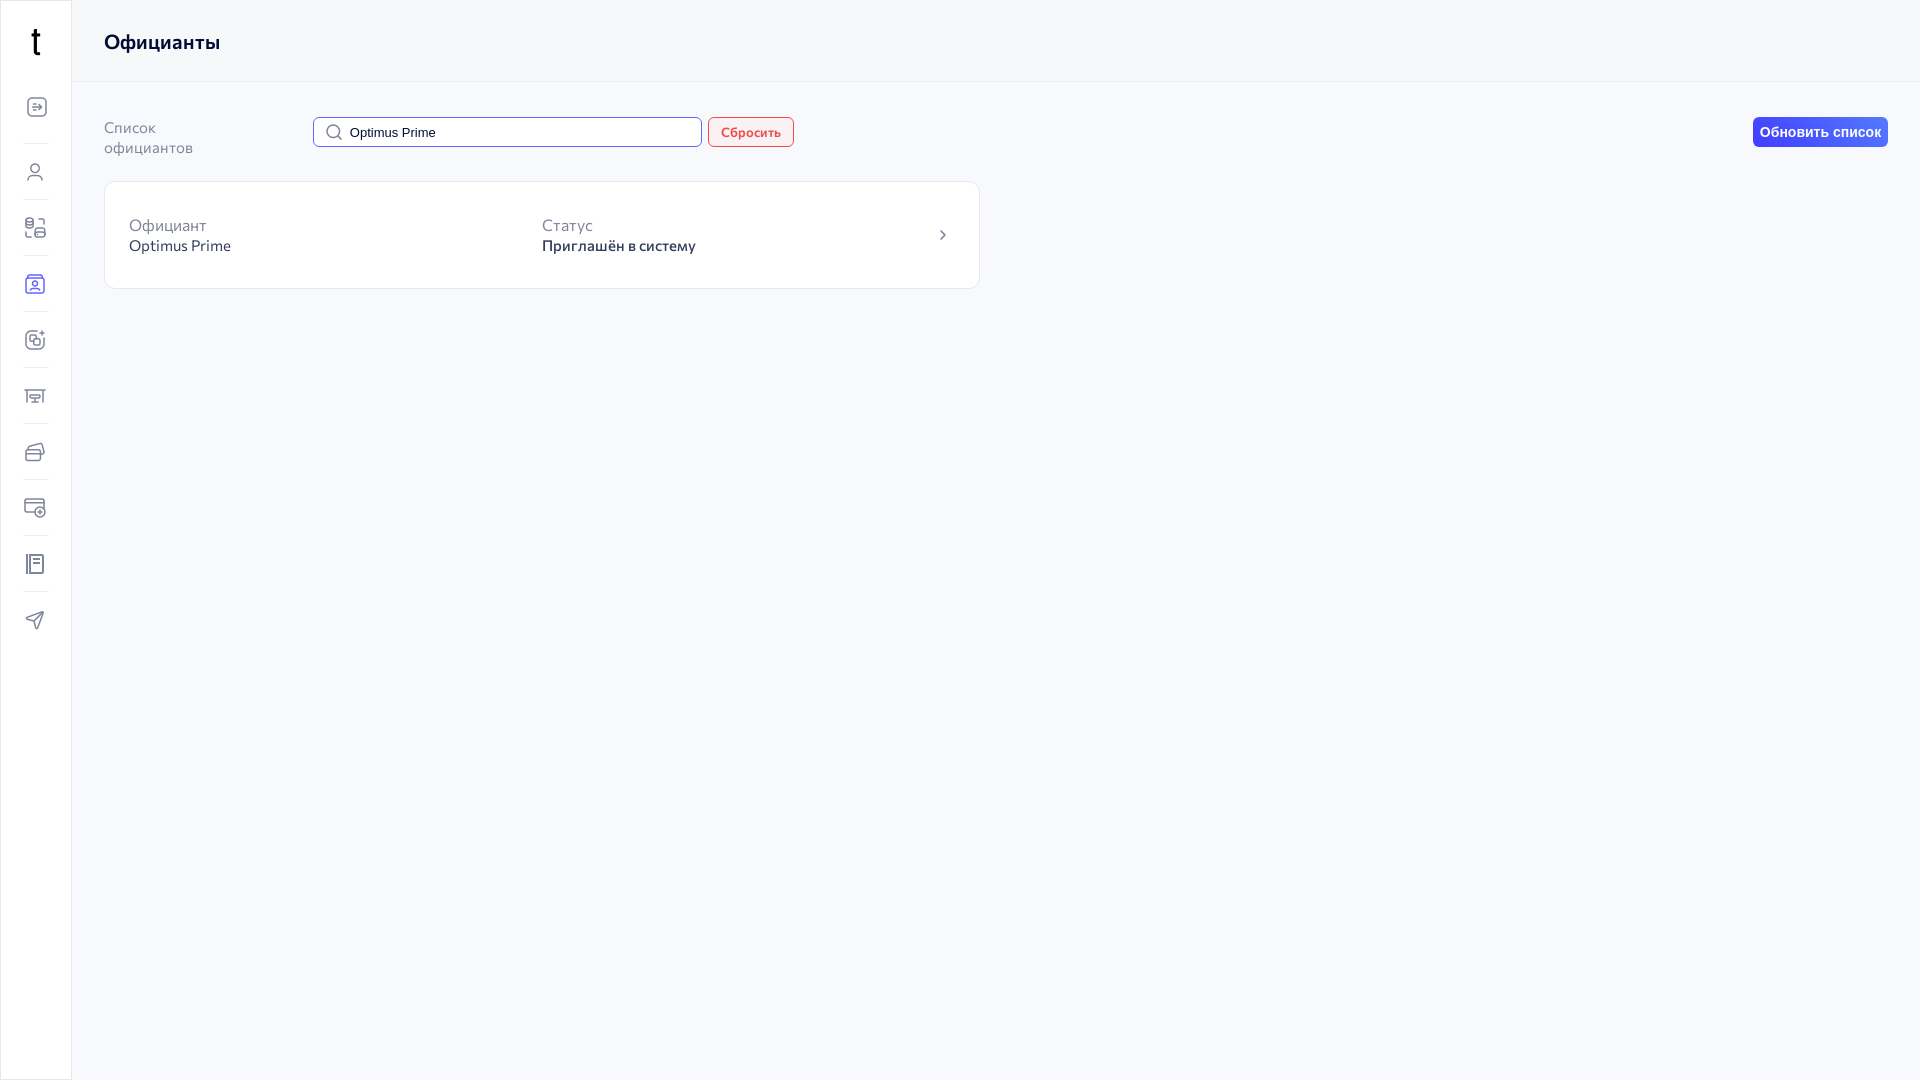 t
Официанты
Список
официантов
Optimus Prime
Сбросить
Обновить список
Официант
Optimus Prime
Статус
Приглашён в систему